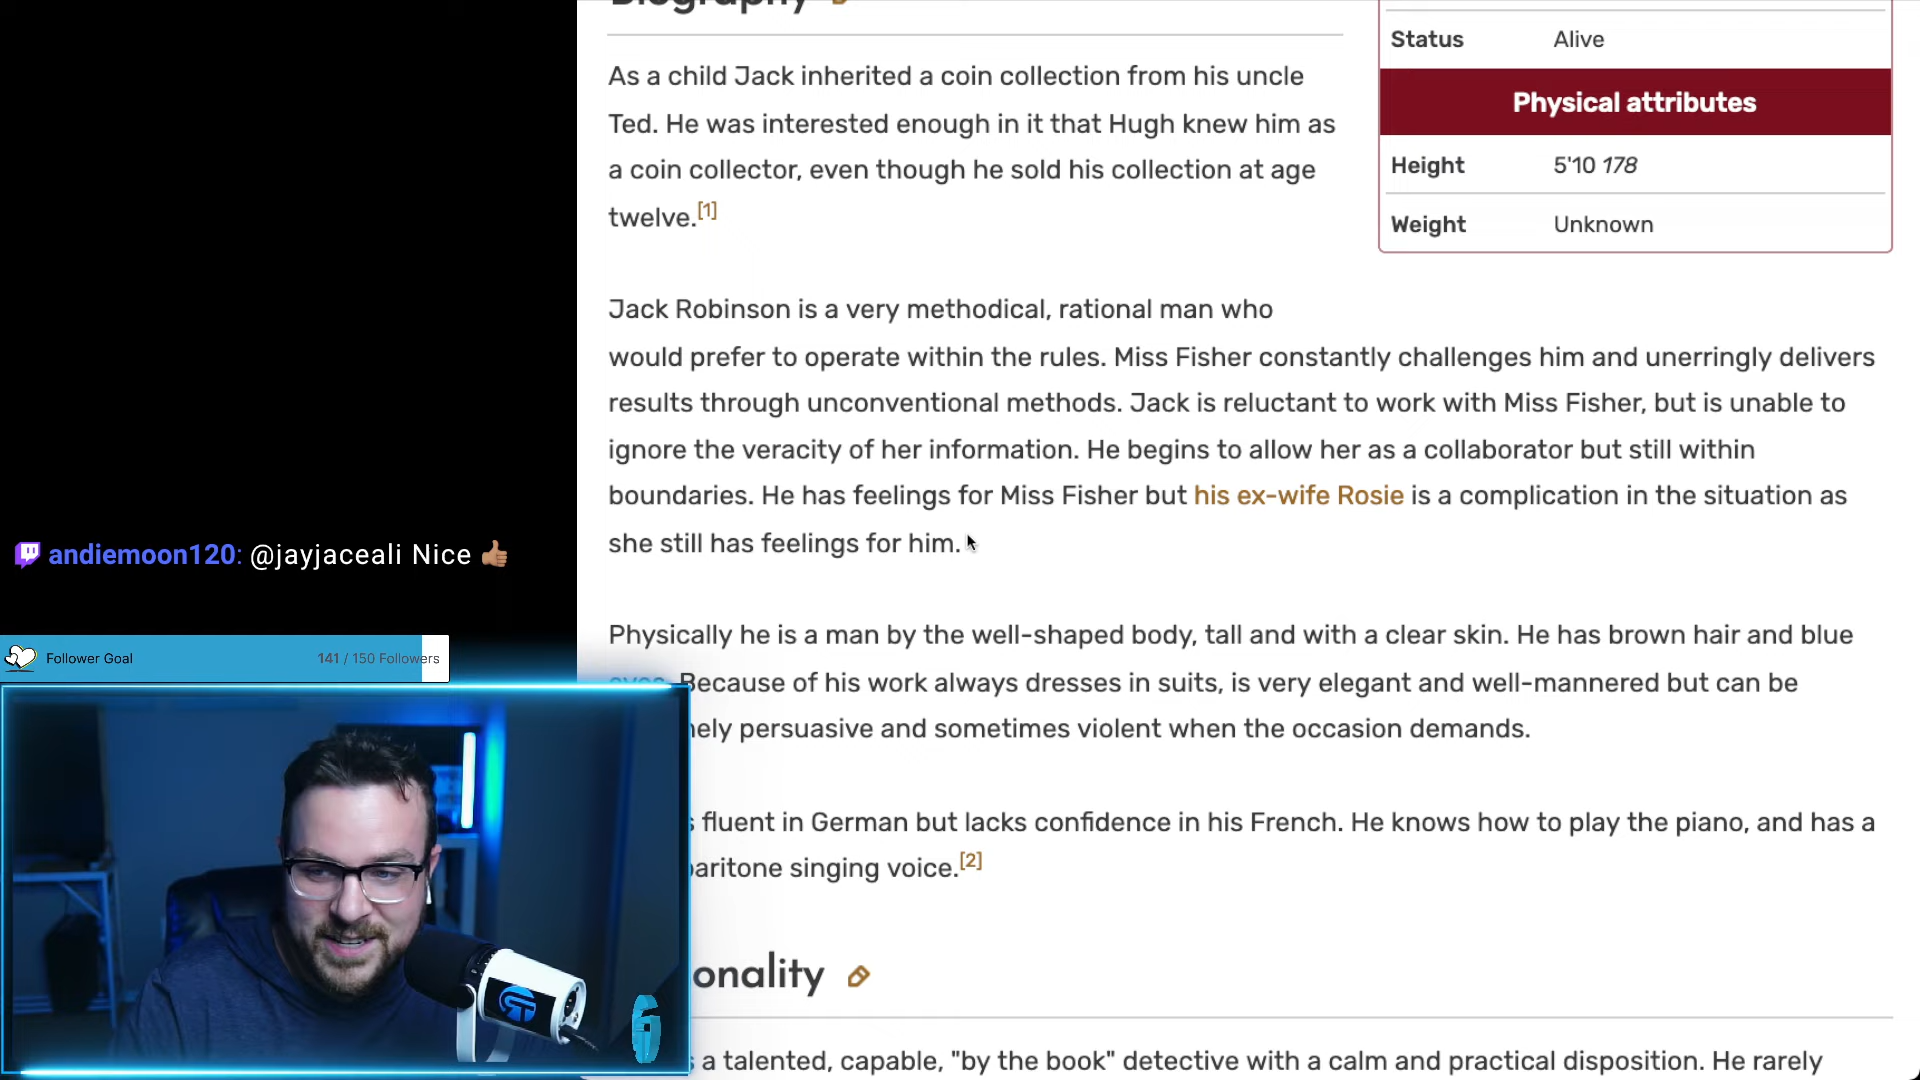 Status Alive
As a child Jack inherited a coin collection from his uncle
Ted. He was interested enough in it that Hugh knew him as
a coin collector, even though he sold his collection at age
twelve.[1]
Physical attributes
Height 5'10 178
Weight Unknown
Jack Robinson is a very methodical, rational man who
would prefer to operate within the rules. Miss Fisher constantly challenges him and unerringly delivers
results through unconventional methods. Jack is reluctant to work with Miss Fisher, but is unable to
ignore the veracity of her information. He begins to allow her as a collaborator but still within
boundaries. He has feelings for Miss Fisher but his ex-wife Rosie is a complication in the situation as
she still has feelings for him.
andiemoon120: @jayjaceali Nice 👍🏾
Follower Goal 141 / 150 Followers
Physically he is a man by the well-shaped body, tall and with a clear skin. He has brown hair and blue
Because of his work always dresses in suits, is very elegant and well-mannered but can be
persuasive and sometimes violent when the occasion demands.
fluent in German but lacks confidence in his French. He knows how to play the piano, and has a
baritone singing voice.[2]
onality
a talented, capable, "by the book" detective with a calm and practical disposition. He rarely